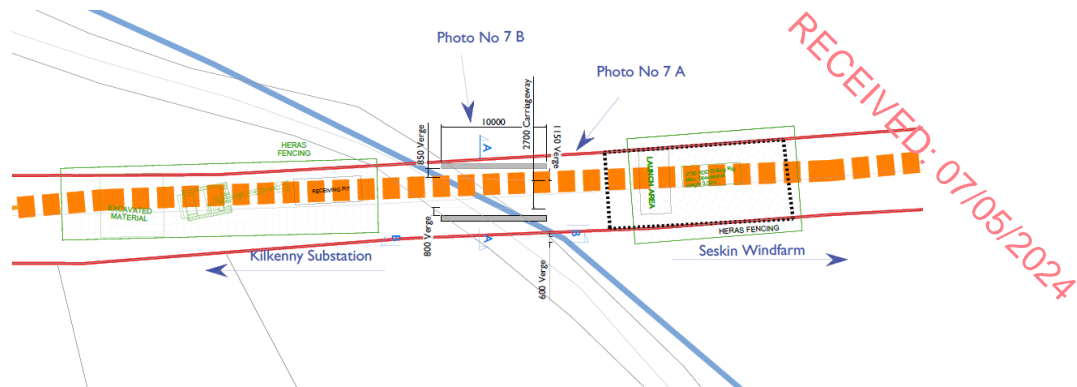 Photo No 7 B
Photo No 7 A
RECEIVED: 07/05/2024
10000
2700 Carriageway
850 Verge
1150 Verge
A
HERAS
FENCING
LAUNCH AREA
RECEIVING PIT
EXCAVATED
MATERIAL
HERAS FENCING
800 Verge
A
B
B
600 Verge
Kilkenny Substation
Seskin Windfarm